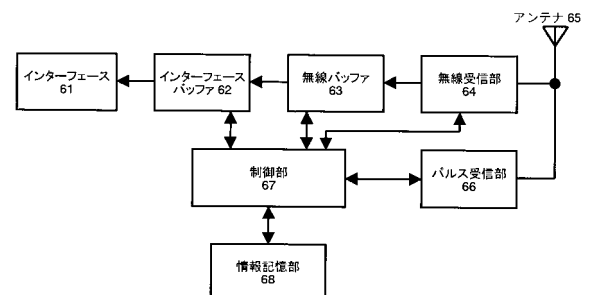 アンテナ 65
インターフェース
61
インターフェース
バッファ 62
無線バッファ
63
無線受信部
64
制御部
67
パルス受信部
66
情報記憶部
68